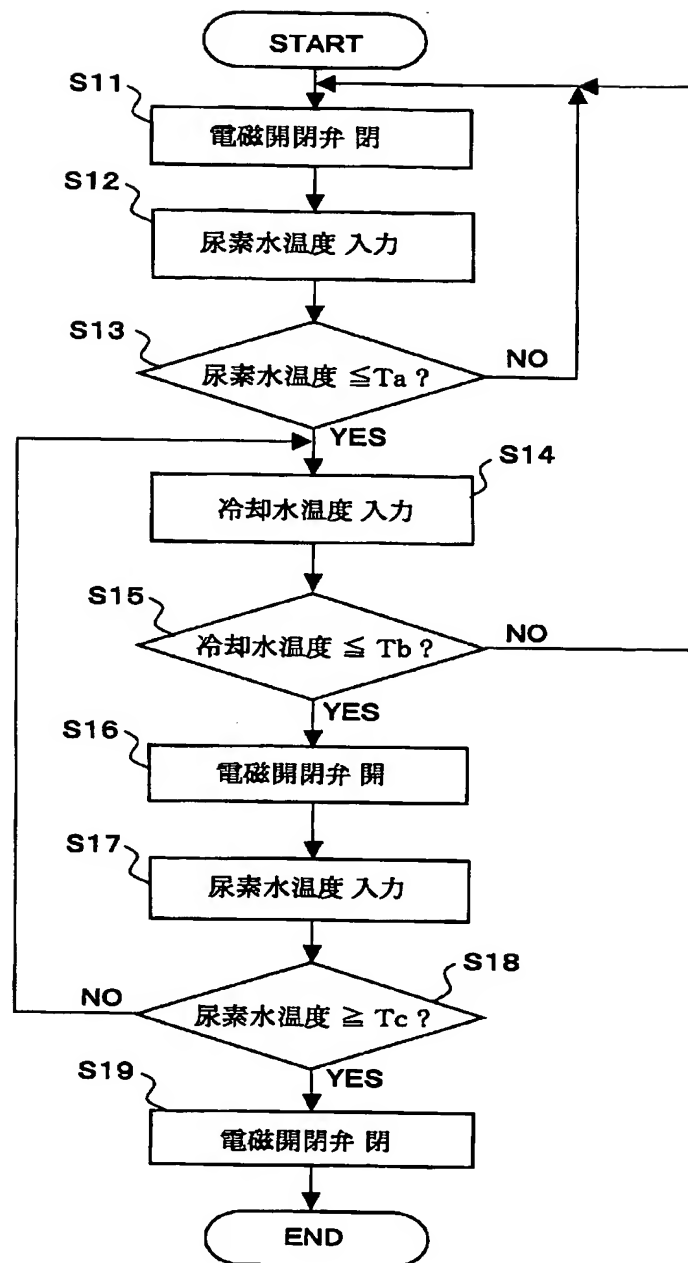 START
S11
電磁開閉弁 閉
S12
尿素水温度 入力
S13
尿素水温度 ≦Ta ?
NO
YES
S14
冷却水温度 入力
S15
冷却水温度 ≦ Tb ?
NO
YES
S16
電磁開閉弁 開
S17
尿素水温度 入力
S18
尿素水温度 ≧ Tc ?
NO
YES
S19
電磁開閉弁 閉
END